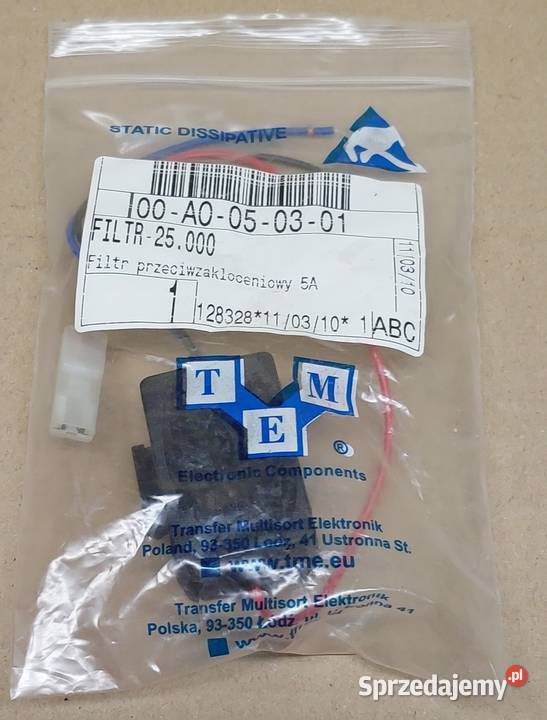 STATIC DISSIPATIVE
I00-A0-05-03-01
FILTR-25.000
Filtr przeciwzakloceniowy 5A
11/03/10
1
128328*11/03/10* 1
ABC
T E M
®
Electronic Components
Transfer Multisort Elektronik
Poland, 93-350 Lodz, 41 Ustronna St.
www.tme.eu
Transfer Multisort Elektronik
Polska, 93-350 Łódź, ul. Ustronna 41
Sprzedajemy.pl